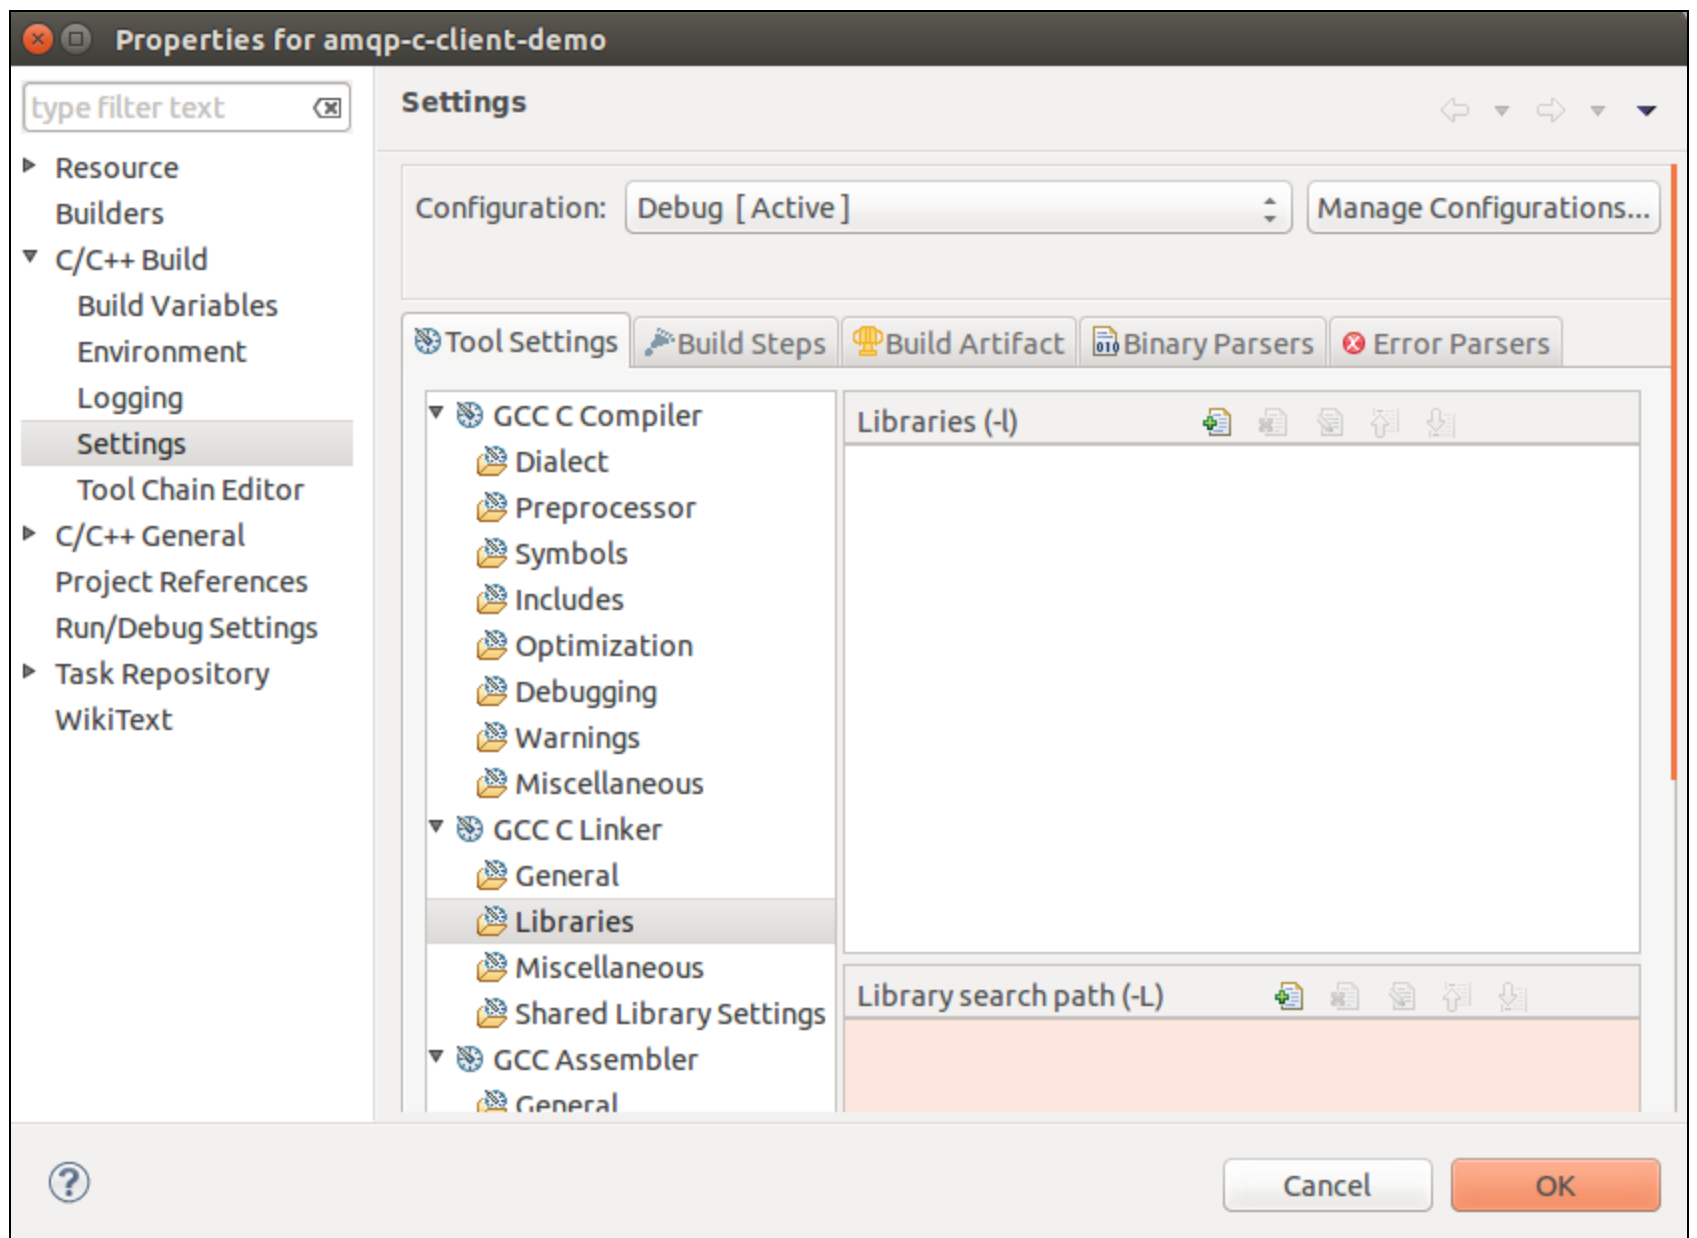 Properties for amqp-c-client-demo
type filter text
Resource
Builders
C/C++ Build
Build Variables
Environment
Logging
Settings
Tool Chain Editor
C/C++ General
Project References
Run/Debug Settings
Task Repository
WikiText
Settings
Configuration: Debug [ Active ] Manage Configurations...
Tool Settings Build Steps Build Artifact Binary Parsers Error Parsers
GCC C Compiler
Dialect
Preprocessor
Symbols
Includes
Optimization
Debugging
Warnings
Miscellaneous
GCC C Linker
General
Libraries
Miscellaneous
Shared Library Settings
GCC Assembler
General
Libraries (-l)
Library search path (-L)
Cancel OK